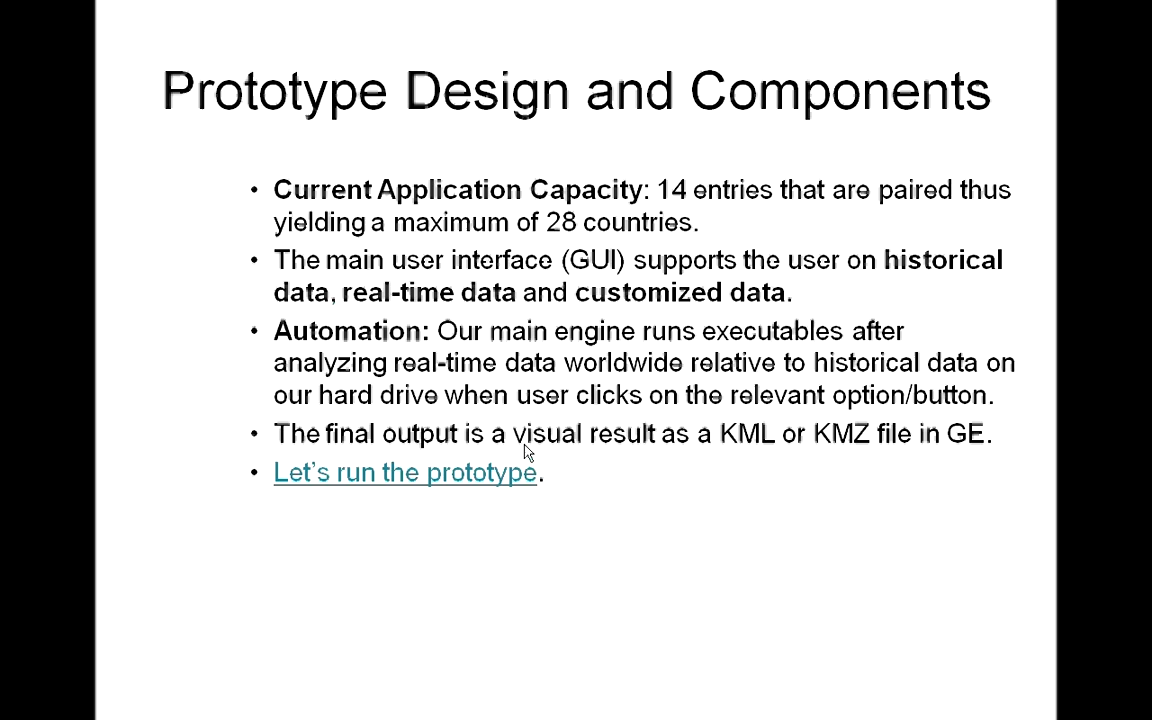 Prototype Design and Components
• Current Application Capacity: 14 entries that are paired thus
yielding a maximum of 28 countries.
• The main user interface (GUI) supports the user on historical
data, real-time data and customized data.
• Automation: Our main engine runs executables after
analyzing real-time data worldwide relative to historical data on
our hard drive when user clicks on the relevant option/button.
• The final output is a visual result as a KML or KMZ file in GE.
• Let's run the prototype.